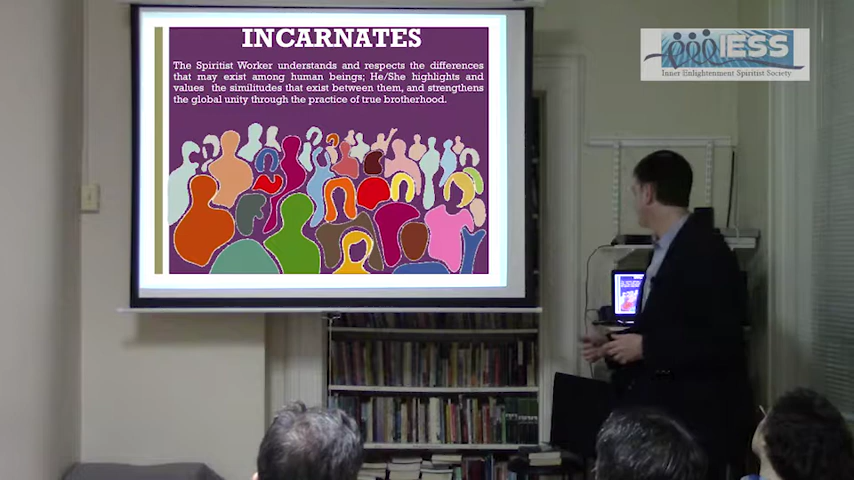 INCARNATES
The Spiritist Worker understands and respects the differences
that may exist among human beings; He/She highlights and
values the similitudes that exist between them, and strengthens
the global unity through the practice of true brotherhood.
IESS
Inner Enlightenment Spiritist Society